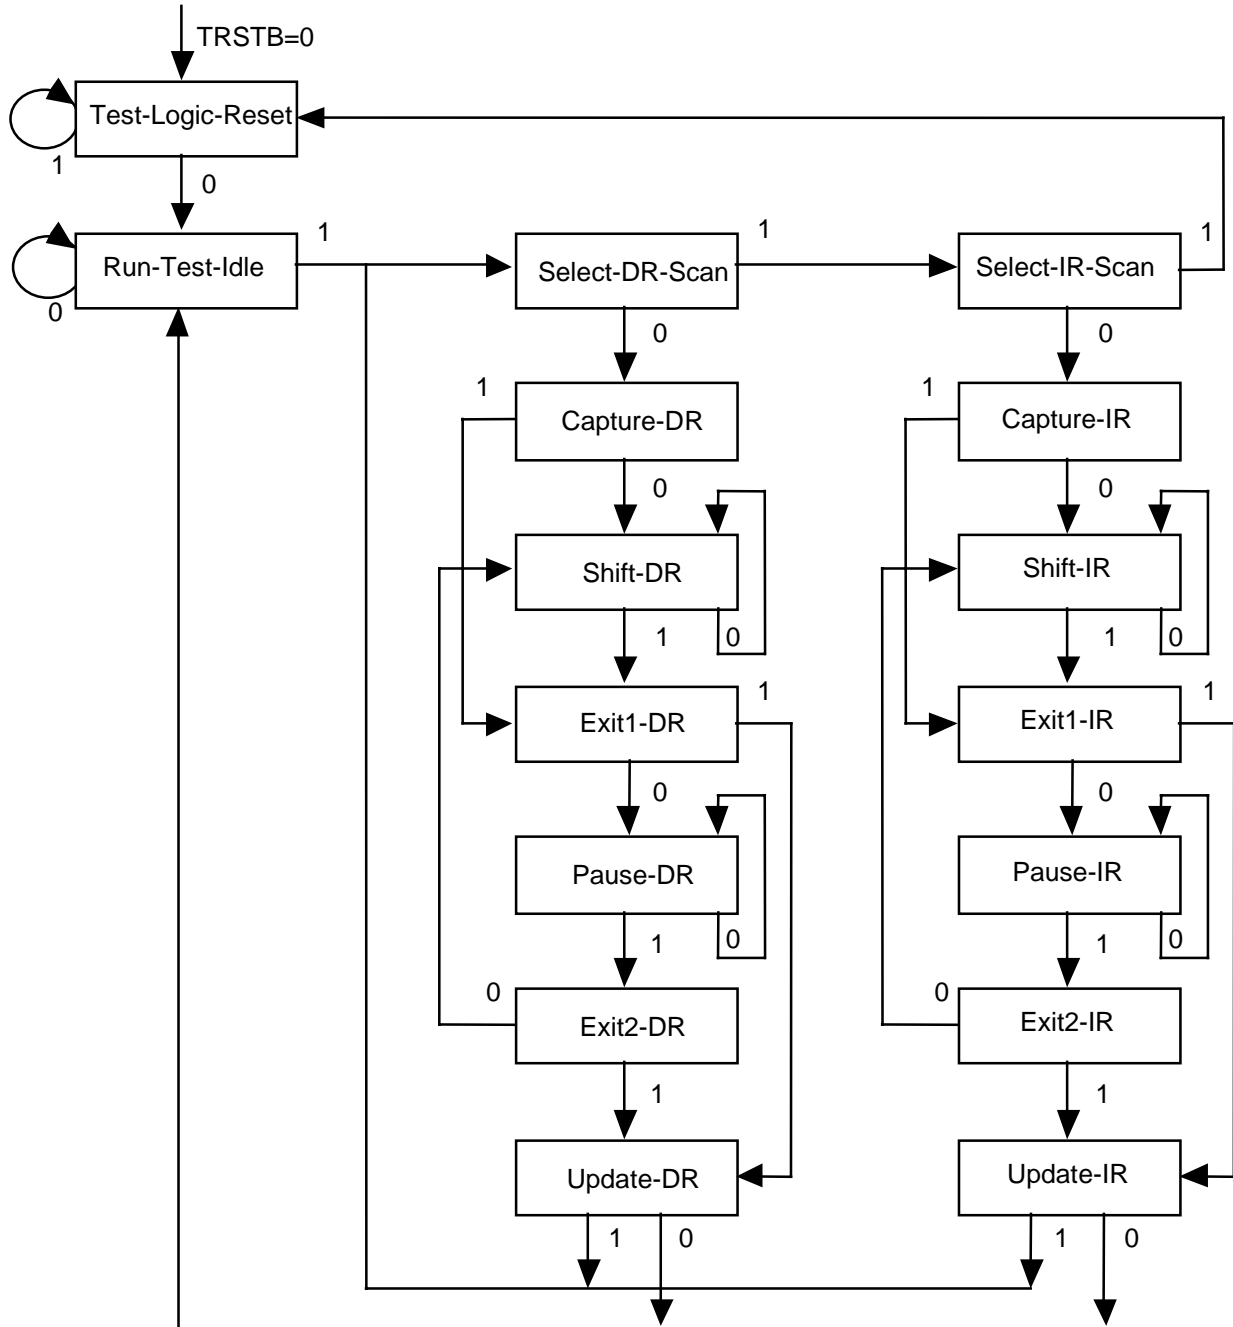 TRSTB=0
Test-Logic-Reset
1
0
Run-Test-Idle
1
0
Select-DR-Scan
1
Select-IR-Scan
1
0
0
1
Capture-DR
1
Capture-IR
0
0
Shift-DR
Shift-IR
1
0
1
0
Exit1-DR
1
Exit1-IR
1
0
0
Pause-DR
Pause-IR
1
0
1
0
0
Exit2-DR
0
Exit2-IR
1
1
Update-DR
Update-IR
1
0
1
0